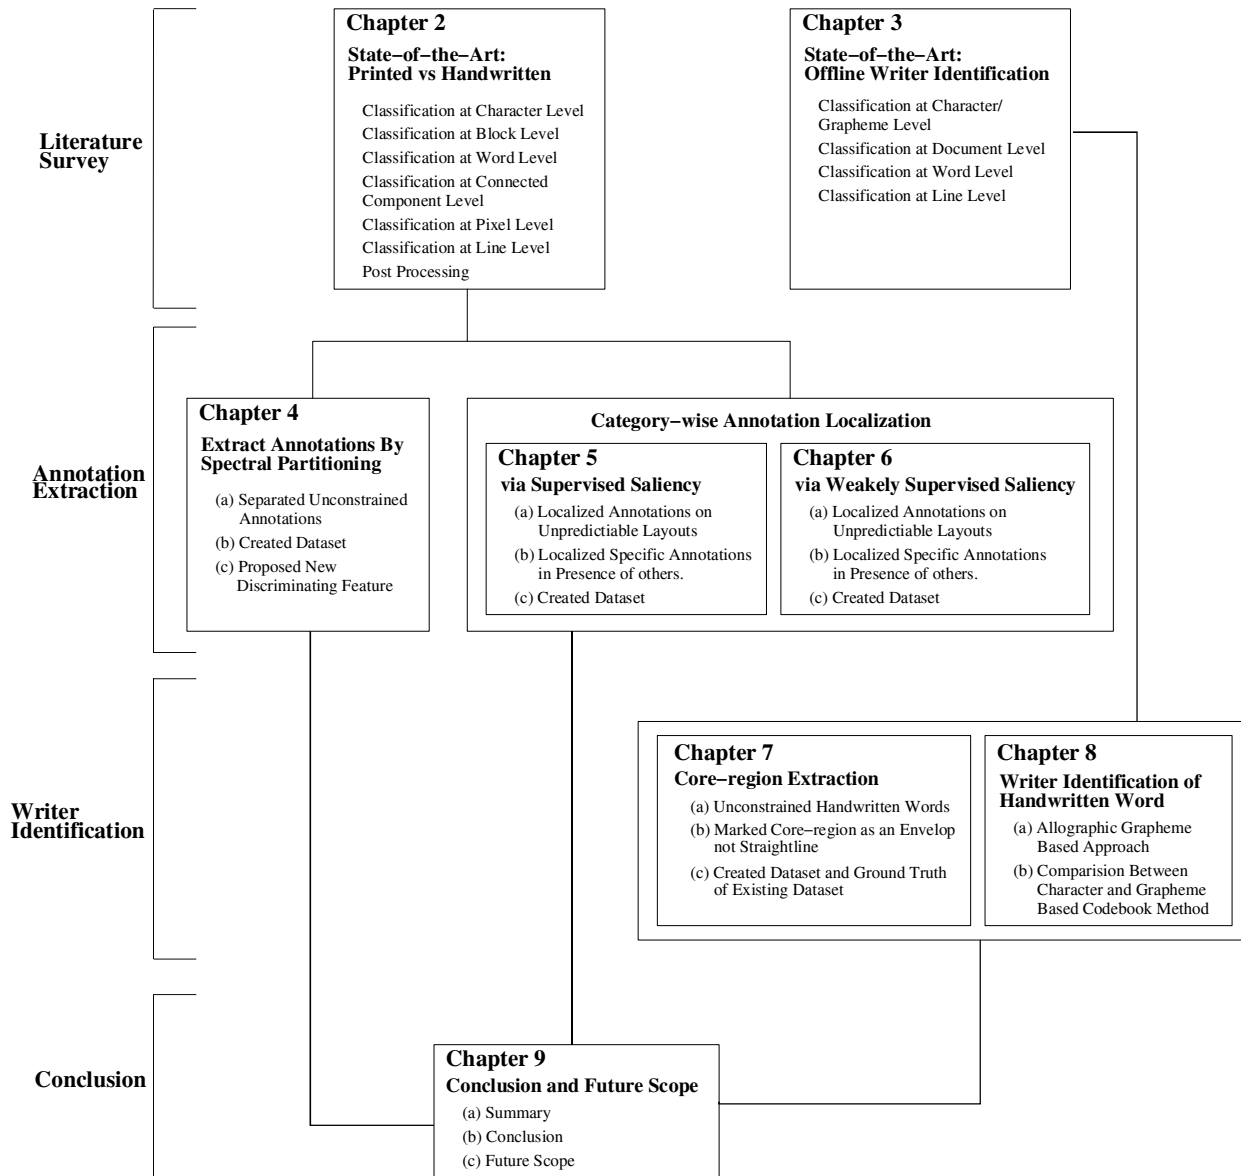 Literature
Survey
Chapter 2
State-of-the-Art:
Printed vs Handwritten
Classification at Character Level
Classification at Block Level
Classification at Word Level
Classification at Connected
Component Level
Classification at Pixel Level
Classification at Line Level
Post Processing
Chapter 3
State-of-the-Art:
Offline Writer Identification
Classification at Character/
Grapheme Level
Classification at Document Level
Classification at Word Level
Classification at Line Level
Annotation
Extraction
Chapter 4
Extract Annotations By
Spectral Partitioning
(a) Separated Unconstrained
Annotations
(b) Created Dataset
(c) Proposed New
Discriminating Feature
Category-wise Annotation Localization
Chapter 5
via Supervised Saliency
(a) Localized Annotations on
Unpredictiable Layouts
(b) Localized Specific Annotations
in Presence of others.
(c) Created Dataset
Chapter 6
via Weakely Supervised Saliency
(a) Localized Annotations on
Unpredictiable Layouts
(b) Localized Specific Annotations
in Presence of others.
(c) Created Dataset
Writer
Identification
Chapter 7
Core-region Extraction
(a) Unconstrained Handwritten Words
(b) Marked Core-region as an Envelop
not Straightline
(c) Created Dataset and Ground Truth
of Existing Dataset
Chapter 8
Writer Identification of
Handwritten Word
(a) Allographic Grapheme
Based Approach
(b) Comparision Between
Character and Grapheme
Based Codebook Method
Conclusion
Chapter 9
Conclusion and Future Scope
(a) Summary
(b) Conclusion
(c) Future Scope